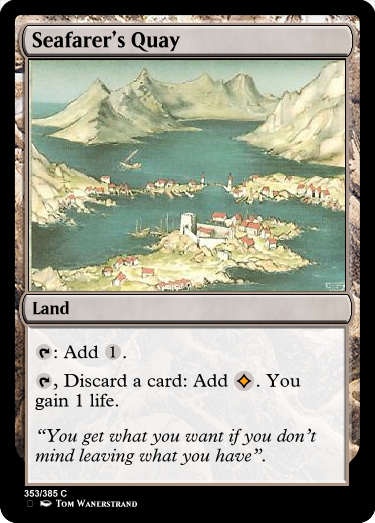 Seafarer's Quay
Land
: Add 1.
, Discard a card: Add . You
gain 1 life.
“You get what you want if you don't
mind leaving what you have”.
353/385 C
Tom Wanerstrand